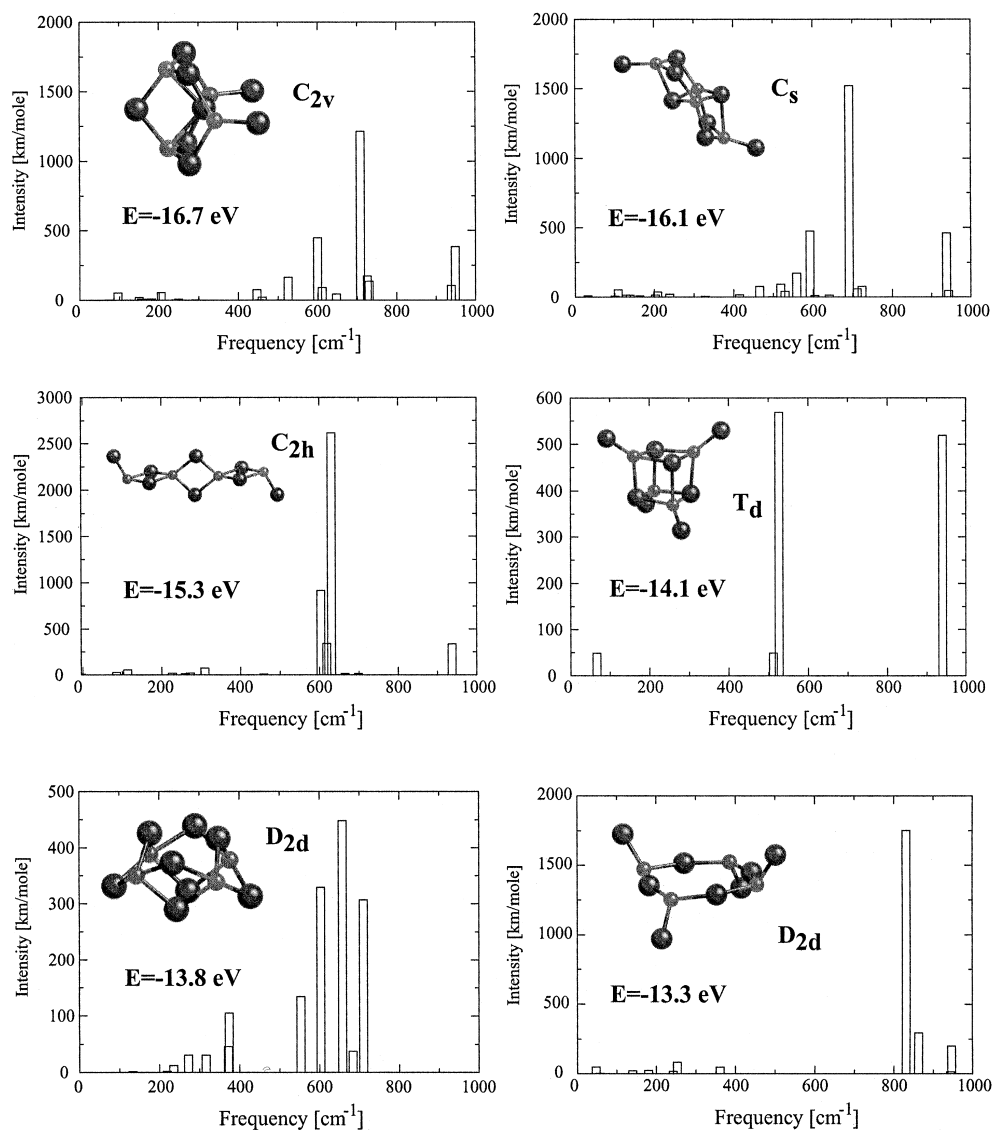 2000
1500
1000
500
0
Intensity [km/mole]
C2v
E=-16.7 eV
0 200 400 600 800 1000
Frequency [cm-1]
2000
1500
1000
500
0
Intensity [km/mole]
Cs
E=-16.1 eV
0 200 400 600 800 1000
Frequency [cm-1]
3000
2500
2000
1500
1000
500
0
Intensity [km/mole]
C2h
E=-15.3 eV
0 200 400 600 800 1000
Frequency [cm-1]
600
500
400
300
200
100
0
Intensity [km/mole]
Td
E=-14.1 eV
0 200 400 600 800 1000
Frequency [cm-1]
500
400
300
200
100
0
Intensity [km/mole]
D2d
E=-13.8 eV
0 200 400 600 800 1000
Frequency [cm-1]
2000
1500
1000
500
0
Intensity [km/mole]
D2d
E=-13.3 eV
0 200 400 600 800 1000
Frequency [cm-1]